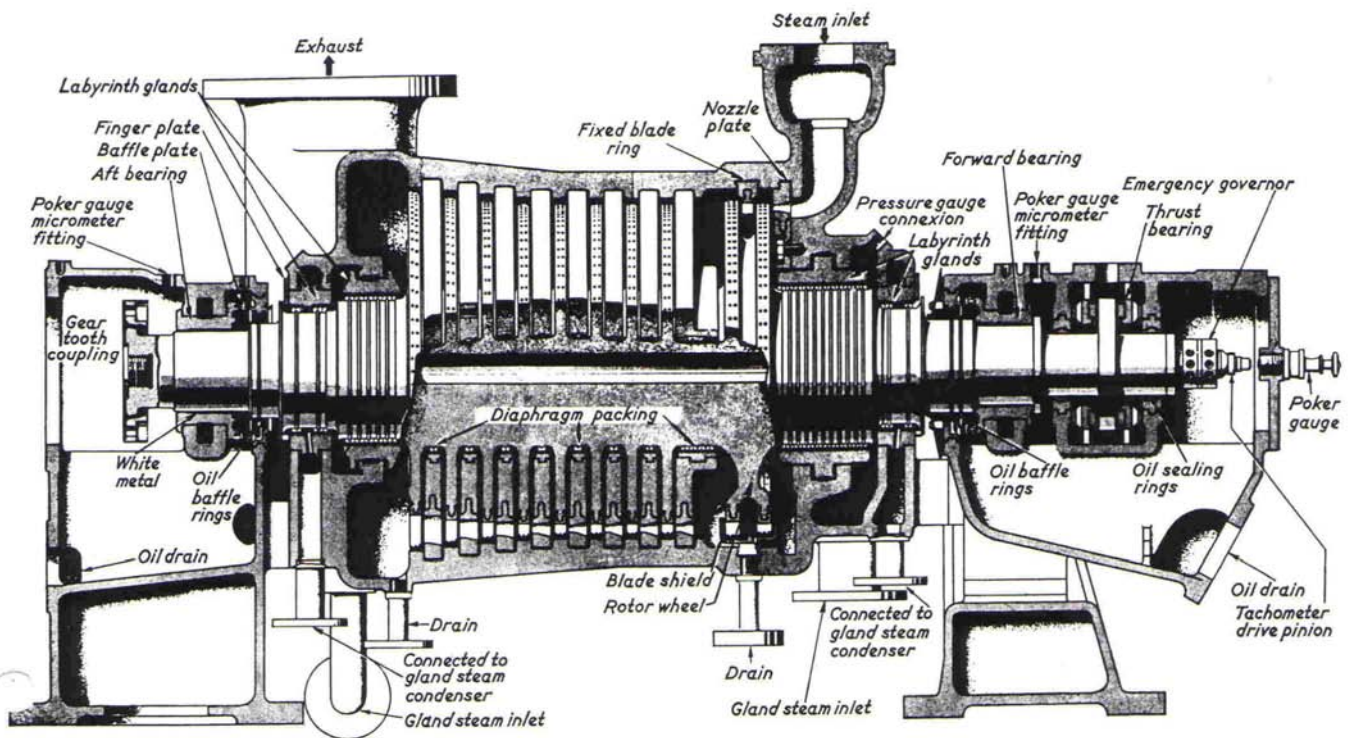 Steam inlet
Exhaust
Labyrinth glands
Finger plate
Baffle plate
Aft bearing
Poker gauge
micrometer
fitting
Fixed blade
ring
Nozzle
plate
Forward bearing
Pressure gauge
connexion
Labyrinth
glands
Poker gauge
micrometer
fitting
Emergency governor
Thrust
bearing
Gear
tooth
coupling
Poker
gauge
Diaphragm packing
White
metal
Oil
baffle
rings
Oil baffle
rings
Oil sealing
rings
Oil drain
Blade shield
Rotor wheel
Drain
Connected to
gland steam
condenser
Gland steam inlet
Drain
Gland steam inlet
Connected to
gland steam
condenser
Oil drain
Tachometer
drive pinion